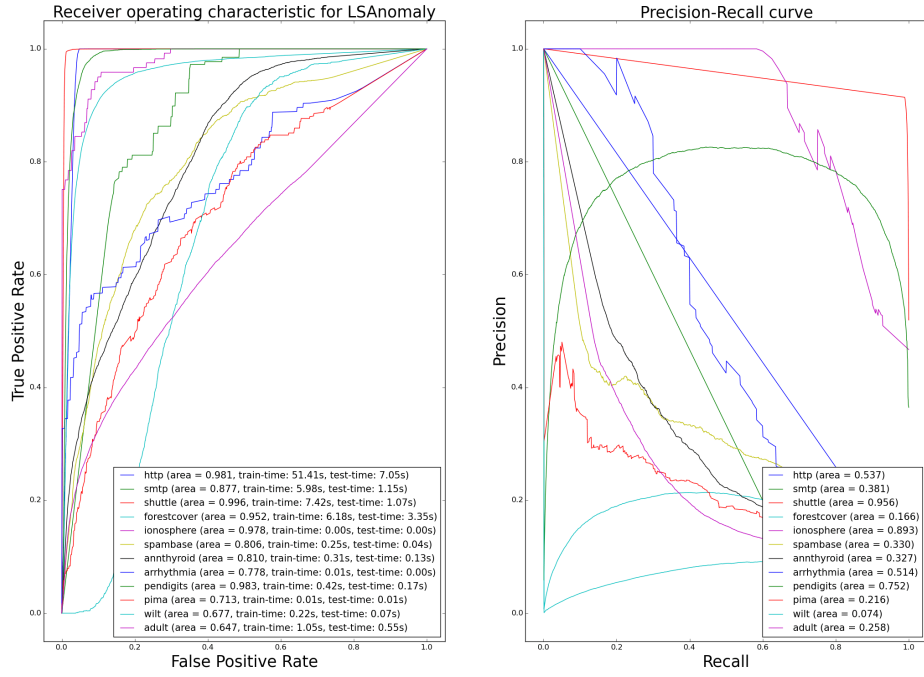 Receiver operating characteristic for LSAnomaly
1.0
0.8
0.6
0.4
0.2
0.0
True Positive Rate
http (area = 0.981, train-time: 51.41s, test-time: 7.05s)
smtp (area = 0.877, train-time: 5.98s, test-time: 1.15s)
shuttle (area = 0.996, train-time: 7.42s, test-time: 1.07s)
forestcover (area = 0.952, train-time: 6.18s, test-time: 3.35s)
ionosphere (area = 0.978, train-time: 0.00s, test-time: 0.00s)
spambase (area = 0.806, train-time: 0.25s, test-time: 0.04s)
annthyroid (area = 0.810, train-time: 0.31s, test-time: 0.13s)
arrhythmia (area = 0.778, train-time: 0.01s, test-time: 0.00s)
pendigits (area = 0.983, train-time: 0.42s, test-time: 0.17s)
pima (area = 0.713, train-time: 0.01s, test-time: 0.01s)
wilt (area = 0.677, train-time: 0.22s, test-time: 0.07s)
adult (area = 0.647, train-time: 1.05s, test-time: 0.55s)
0.0 0.2 0.4 0.6 0.8 1.0
False Positive Rate
Precision-Recall curve
1.0
0.8
0.6
0.4
0.2
0.0
Precision
http (area = 0.537)
smtp (area = 0.381)
shuttle (area = 0.956)
forestcover (area = 0.166)
ionosphere (area = 0.893)
spambase (area = 0.330)
annthyroid (area = 0.327)
arrhythmia (area = 0.514)
pendigits (area = 0.752)
pima (area = 0.216)
wilt (area = 0.074)
adult (area = 0.258)
0.0 0.2 0.4 0.6 0.8 1.0
Recall